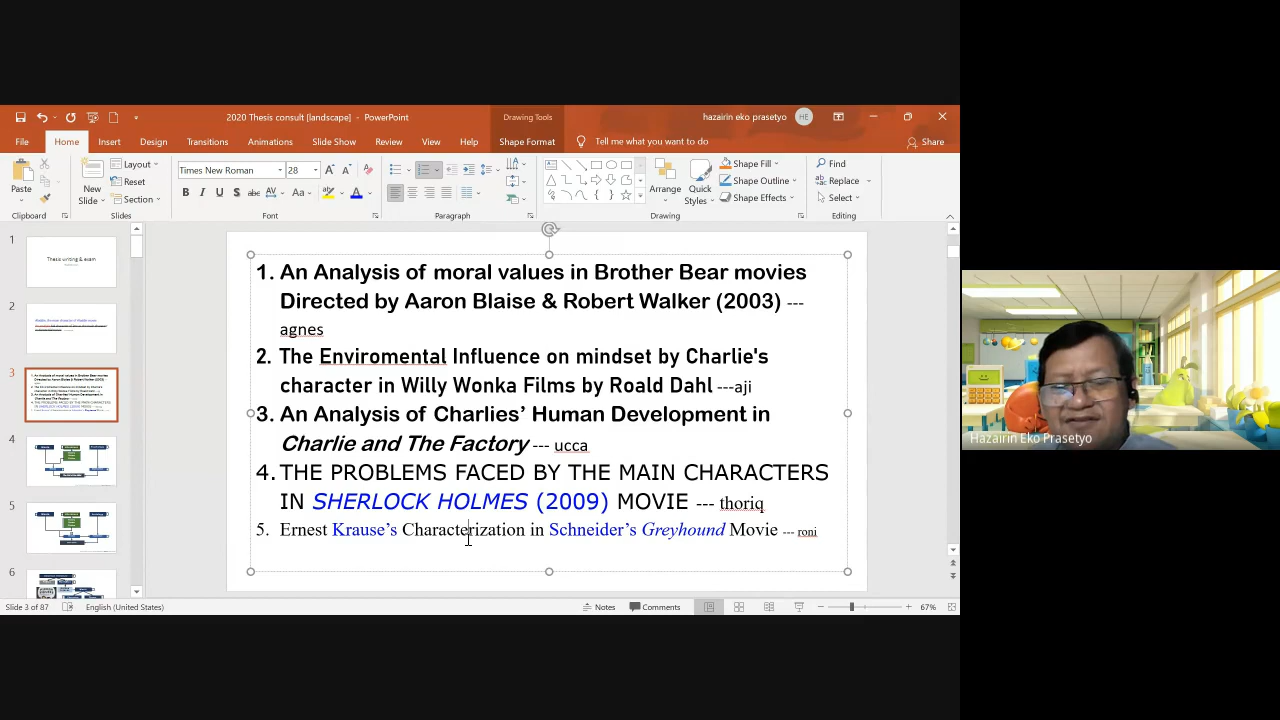 2020 Thesis consult [landscape] - PowerPoint
Drawing Tools
hazairin eko prasetyo
HE
File Home Insert Design Transitions Animations Slide Show Review View Help Shape Format Tell me what you want to do Share
Times New Roman 28
Paste
New Slide
Layout
Reset
Section
Arrange
Quick Styles
Shape Fill
Shape Outline
Shape Effects
Find
Replace
Select
Clipboard Slides Font Paragraph Drawing Editing
1
Thesis writing & exam
2
3
4
5
6
1. An Analysis of moral values in Brother Bear movies
Directed by Aaron Blaise & Robert Walker (2003) ---
agnes
2. The Enviromental Influence on mindset by Charlie's
character in Willy Wonka Films by Roald Dahl ---aji
3. An Analysis of Charlies’ Human Development in
Charlie and The Factory --- ucca
4. THE PROBLEMS FACED BY THE MAIN CHARACTERS
IN SHERLOCK HOLMES (2009) MOVIE --- thoriq
5. Ernest Krause’s Characterization in Schneider’s Greyhound Movie --- roni
Hazairin Eko Prasetyo
Slide 3 of 87 English (United States) Notes Comments 67%